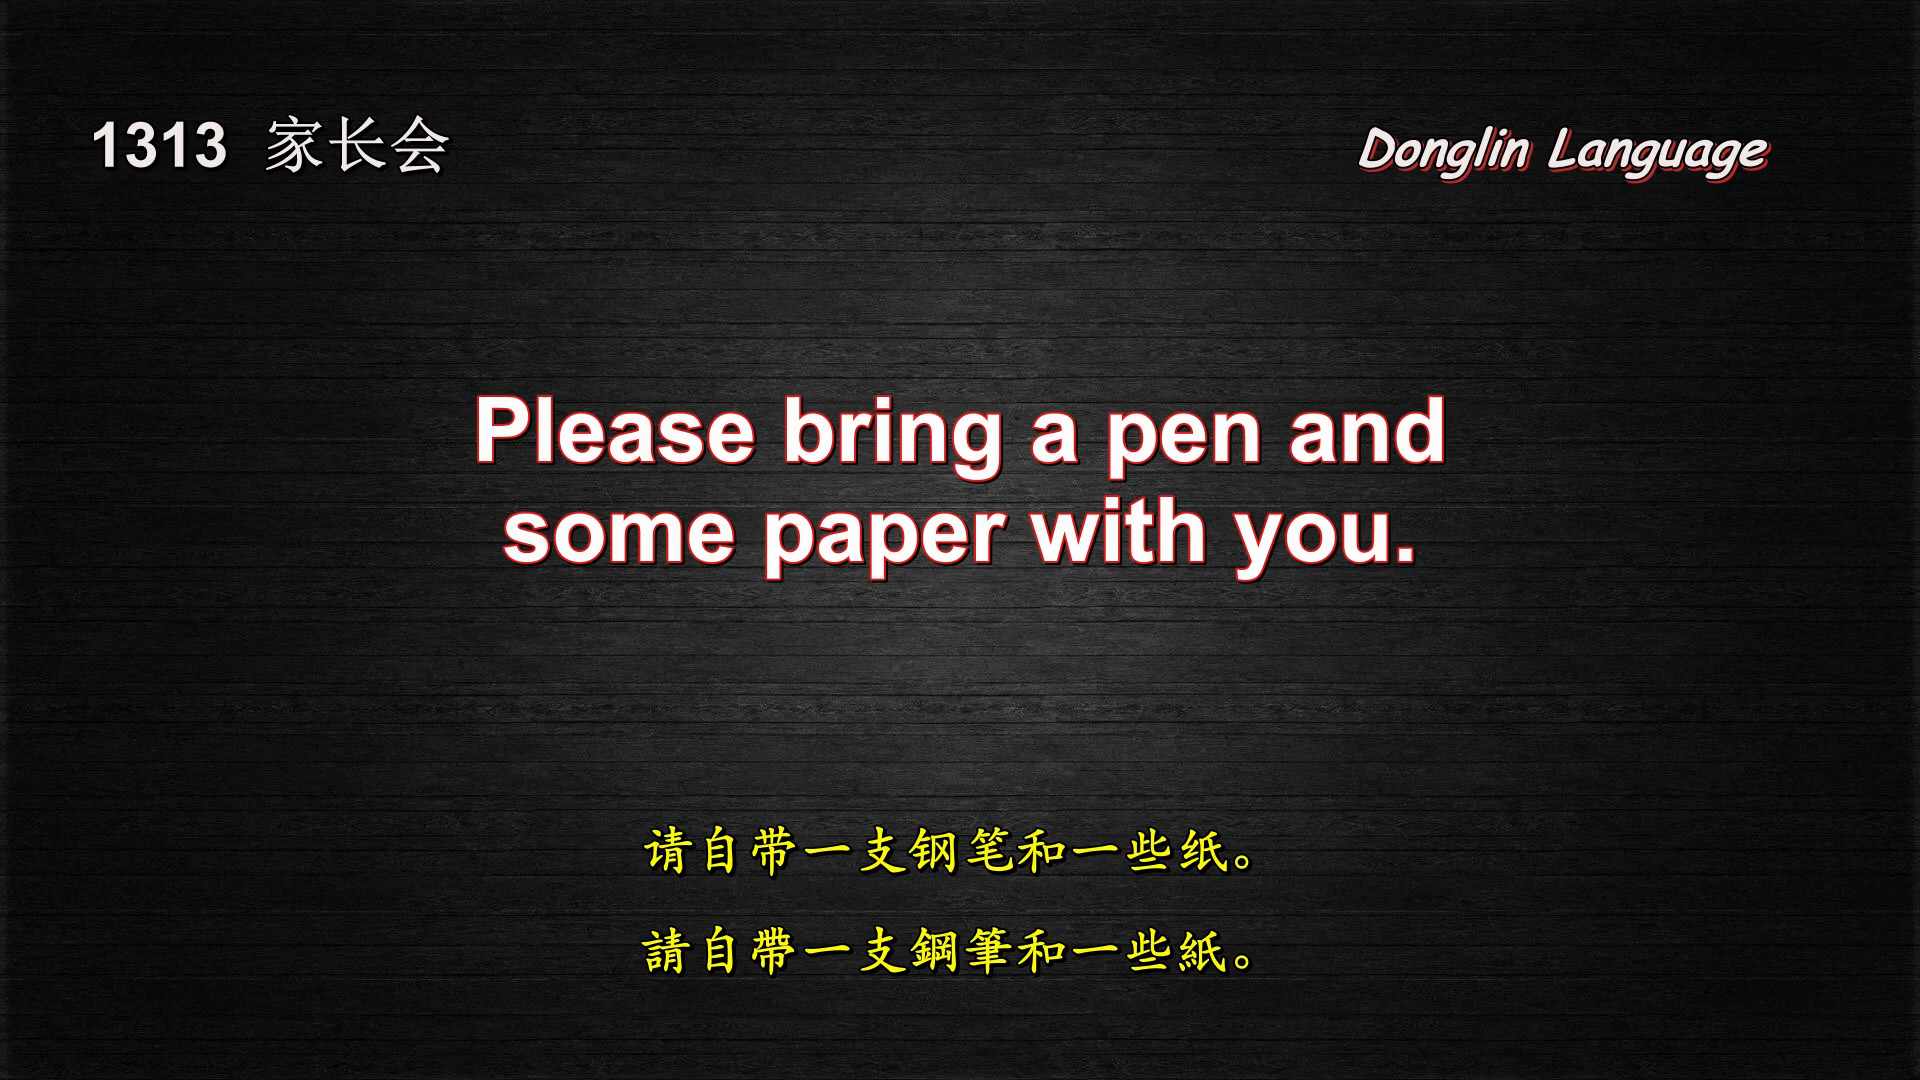 1313 家长会
Donglin Language
Please bring a pen and
some paper with you.
请自带一支钢笔和一些纸。
請自帶一支鋼筆和一些紙。